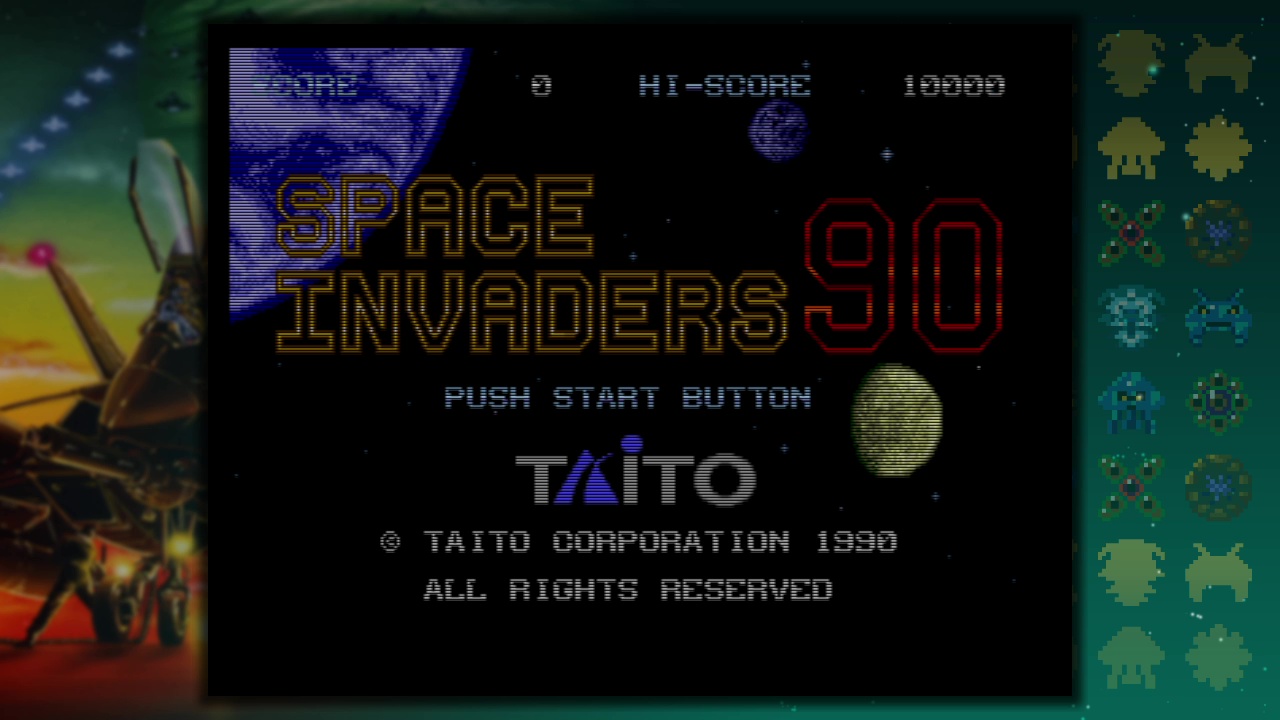 SCORE 0 HI-SCORE 10000
SPACE
INVADERS 90
PUSH START BUTTON
TAITO
© TAITO CORPORATION 1990
ALL RIGHTS RESERVED